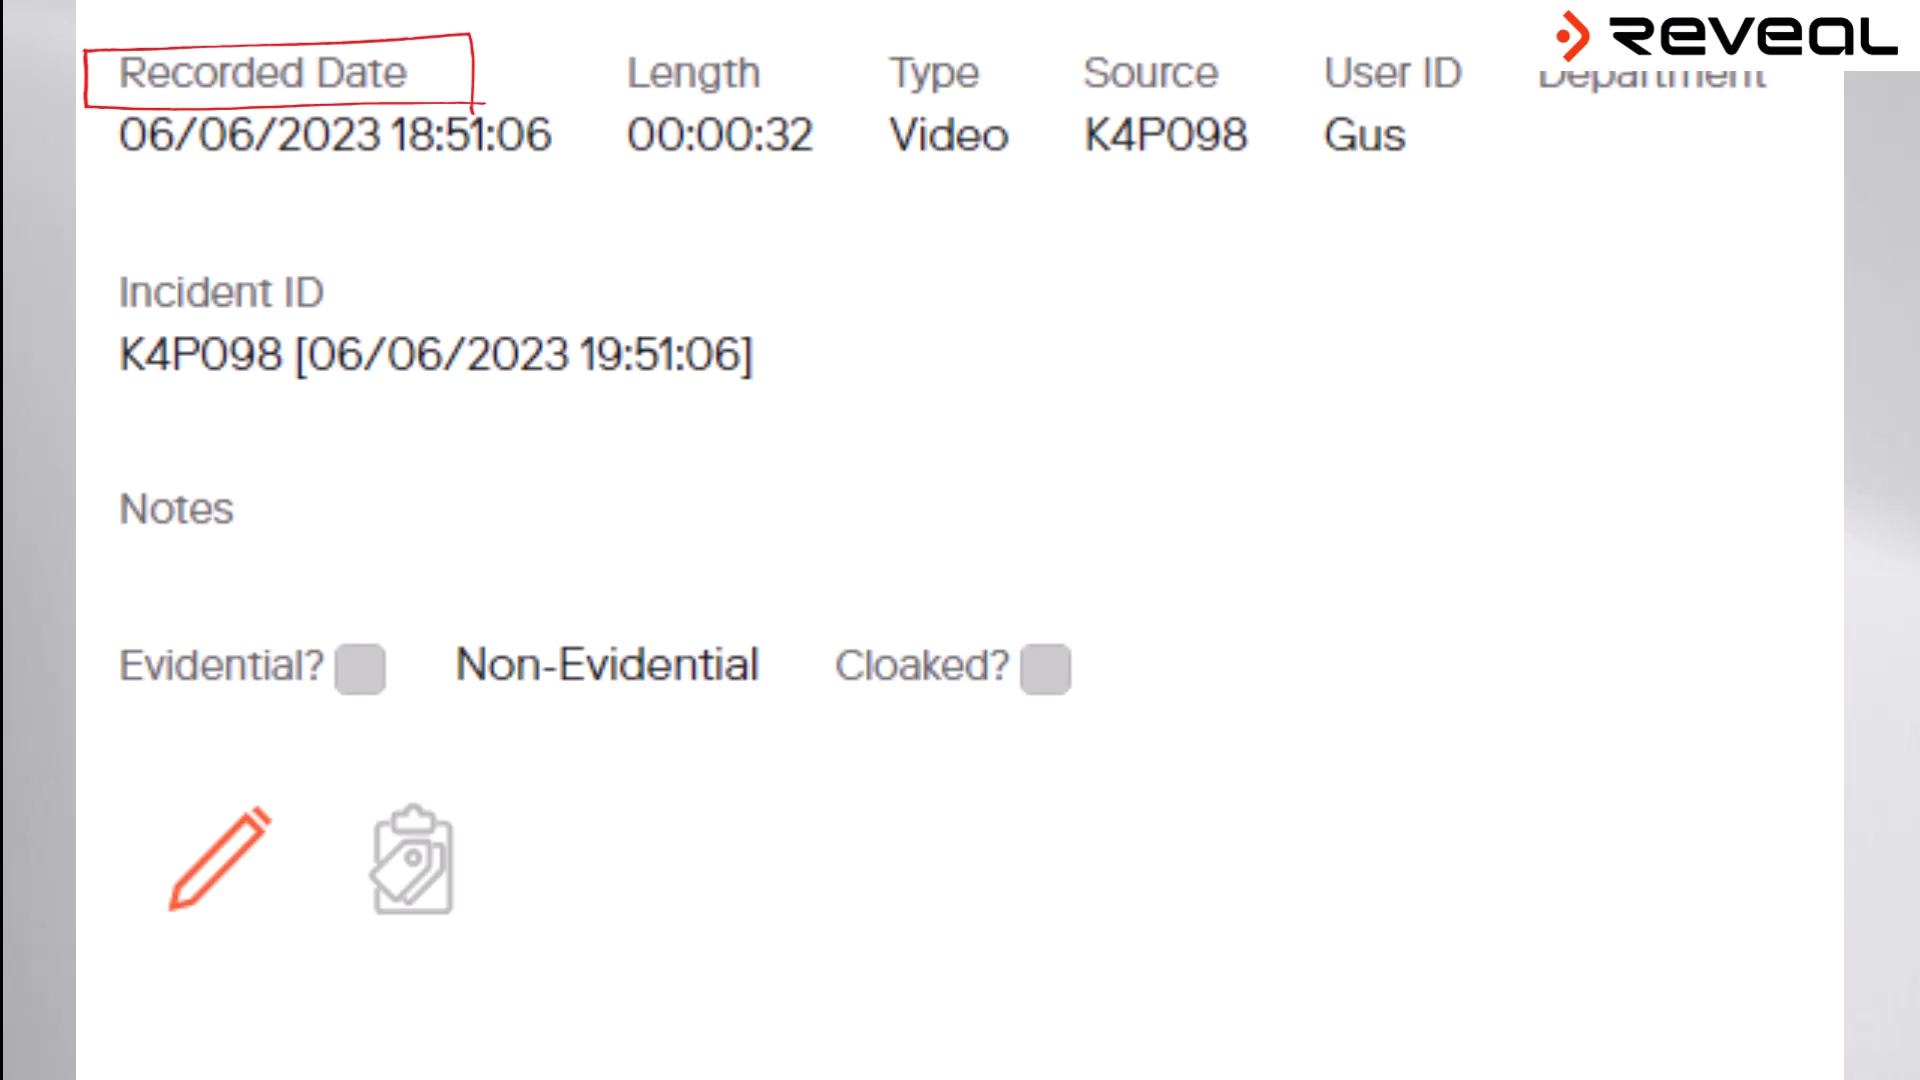 REVEAL
Recorded Date Length Type Source User ID Department
06/06/2023 18:51:06 00:00:32 Video K4P098 Gus
Incident ID
K4P098 [06/06/2023 19:51:06]
Notes
Evidential? Non-Evidential Cloaked?